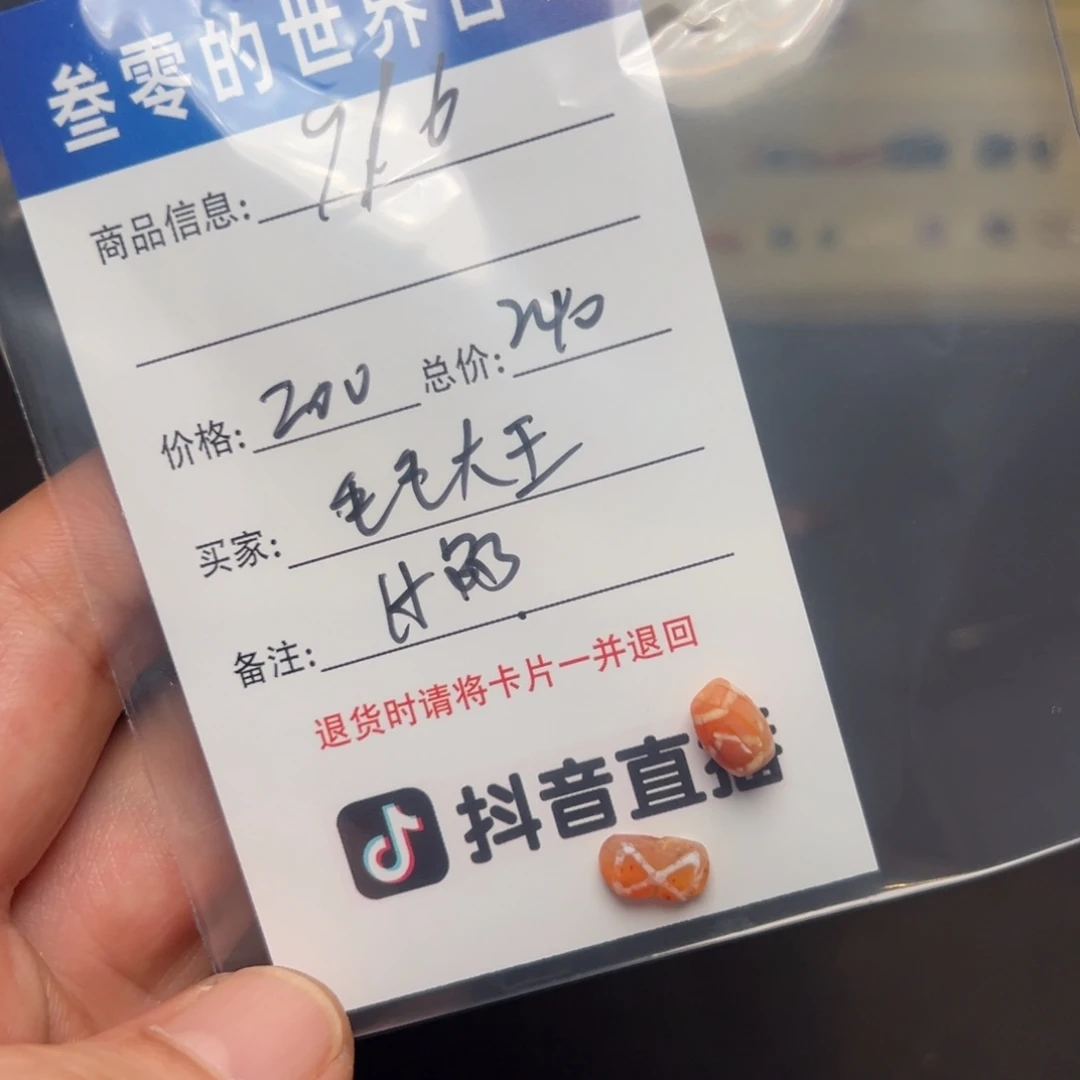 叁零的世界
商品信息: 9/6
价格: 200 总价: 240
买家: 毛毛大王
备注:
退货时请将卡片一并退回
抖音直播